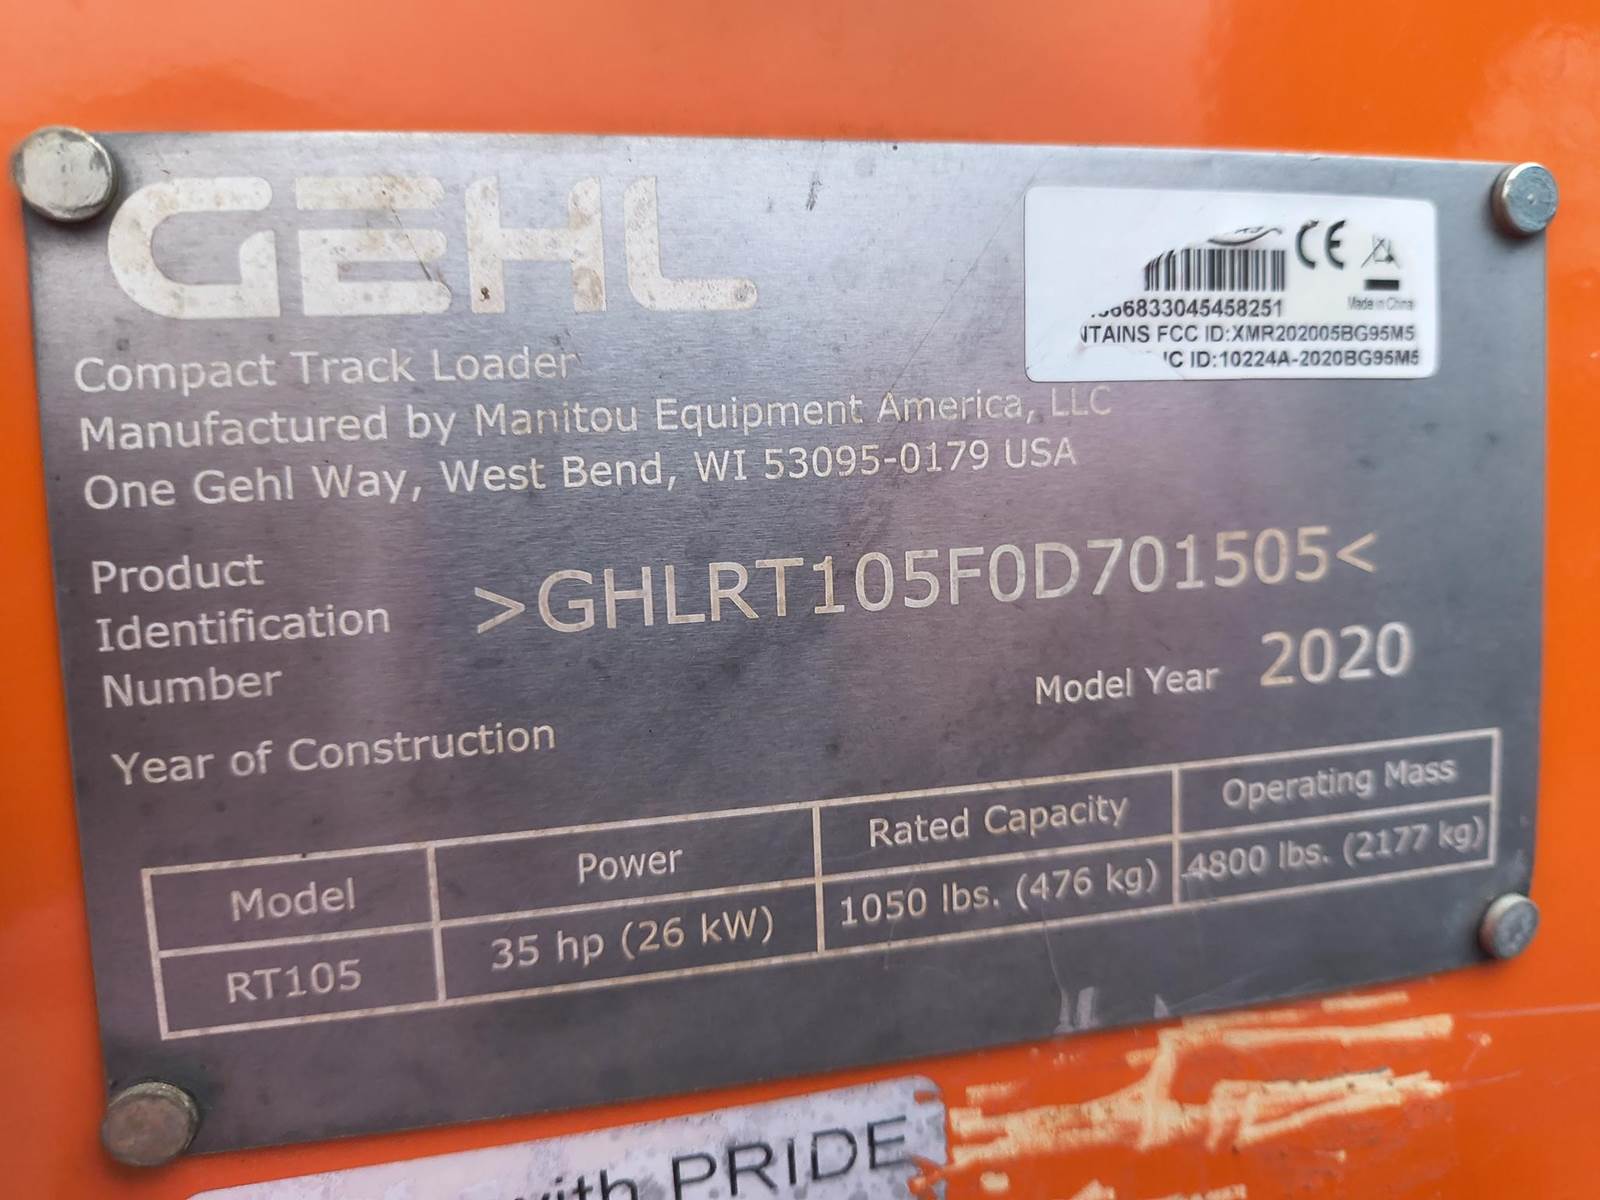 GEHL
CE
Made in China
66833045458251
NTAINS FCC ID:XMR202005BG95M5
IC ID:10224A-2020BG95M5
Compact Track Loader
Manufactured by Manitou Equipment America, LLC
One Gehl Way, West Bend, WI 53095-0179 USA
Product
Identification
Number
>GHLRT105F0D701505<
Model Year 2020
Year of Construction
Model Power Rated Capacity Operating Mass
RT105 35 hp (26 kW) 1050 lbs. (476 kg) 4800 lbs. (2177 kg)
with PRIDE